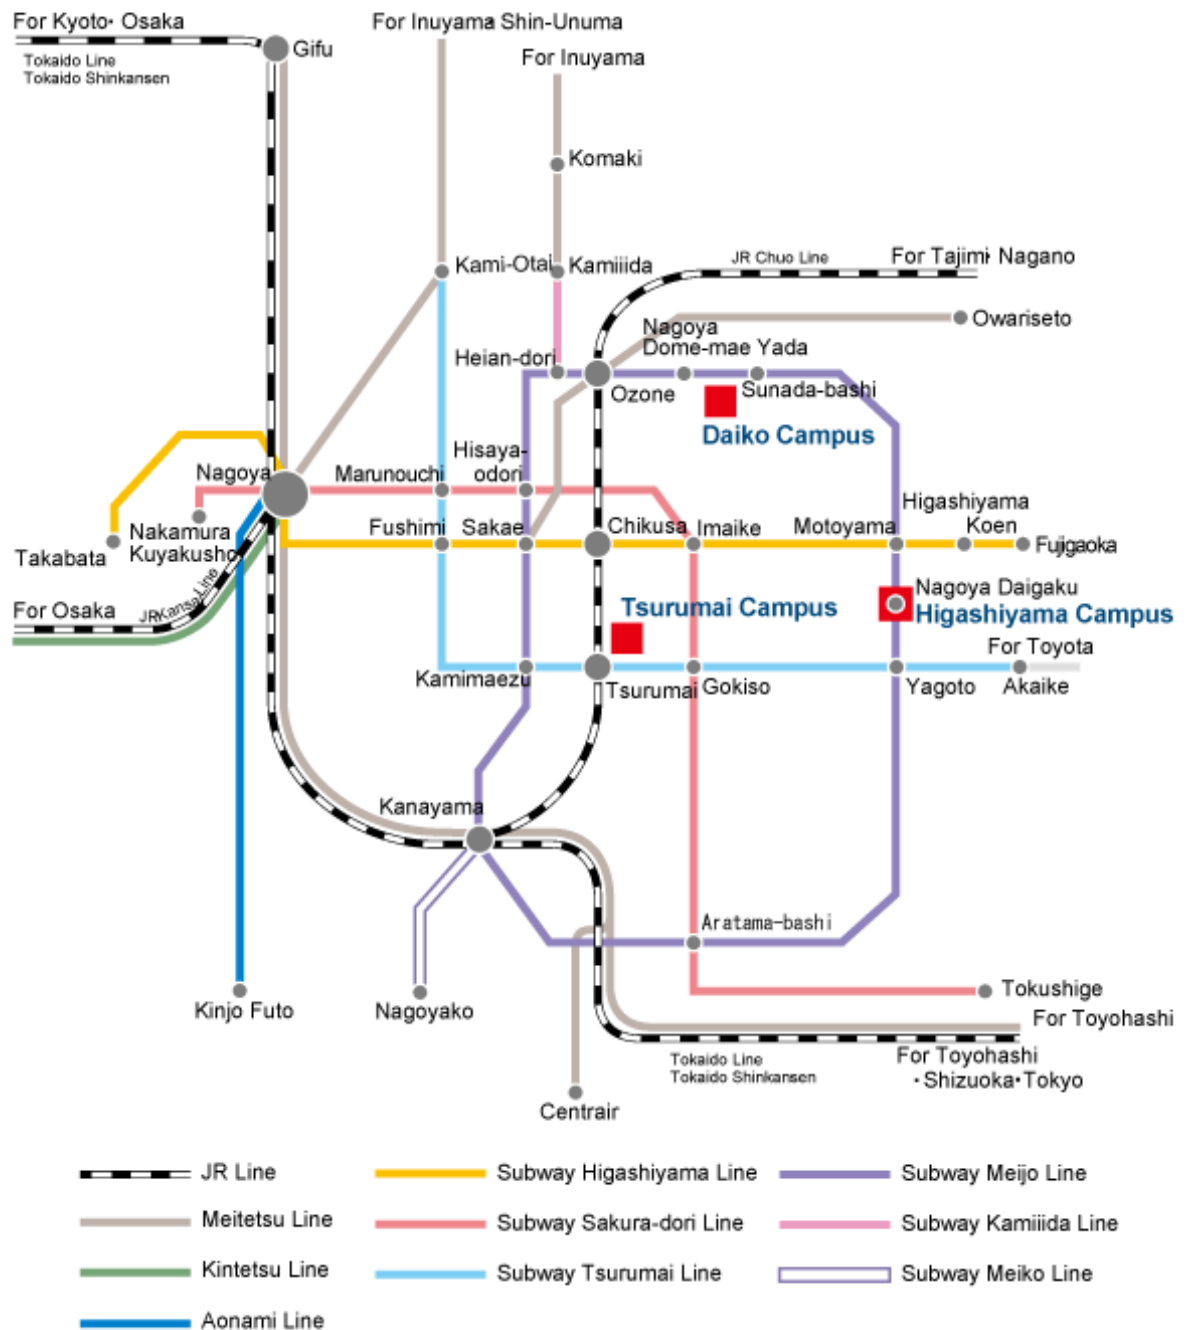 For Kyoto・Osaka
Tokaido Line
Tokaido Shinkansen
Gifu
For Inuyama Shin-Unuma
For Inuyama
Komaki
Kami-Otai
Kamiiida
JR Chuo Line
For Tajimi・Nagano
Owariseto
Nagoya
Dome-mae Yada
Heian-dori
Ozone
Sunada-bashi
Daiko Campus
Hisaya-
odori
Nagoya
Marunouchi
Nakamura
Kuyakusho
Takabata
Fushimi
Sakae
Chikusa
Imaike
Motoyama
Higashiyama
Koen
Fujigaoka
JR Kansai Line
For Osaka
Tsurumai Campus
Nagoya Daigaku
Higashiyama Campus
For Toyota
Kamimaezu
Tsurumai
Gokiso
Yagoto
Akaike
Kanayama
Aratama-bashi
Kinjo Futo
Nagoyako
Tokushige
For Toyohashi
Tokaido Line
Tokaido Shinkansen
For Toyohashi
・Shizuoka・Tokyo
Centrair
JR Line
Subway Higashiyama Line
Subway Meijo Line
Meitetsu Line
Subway Sakura-dori Line
Subway Kamiiida Line
Kintetsu Line
Subway Tsurumai Line
Subway Meiko Line
Aonami Line